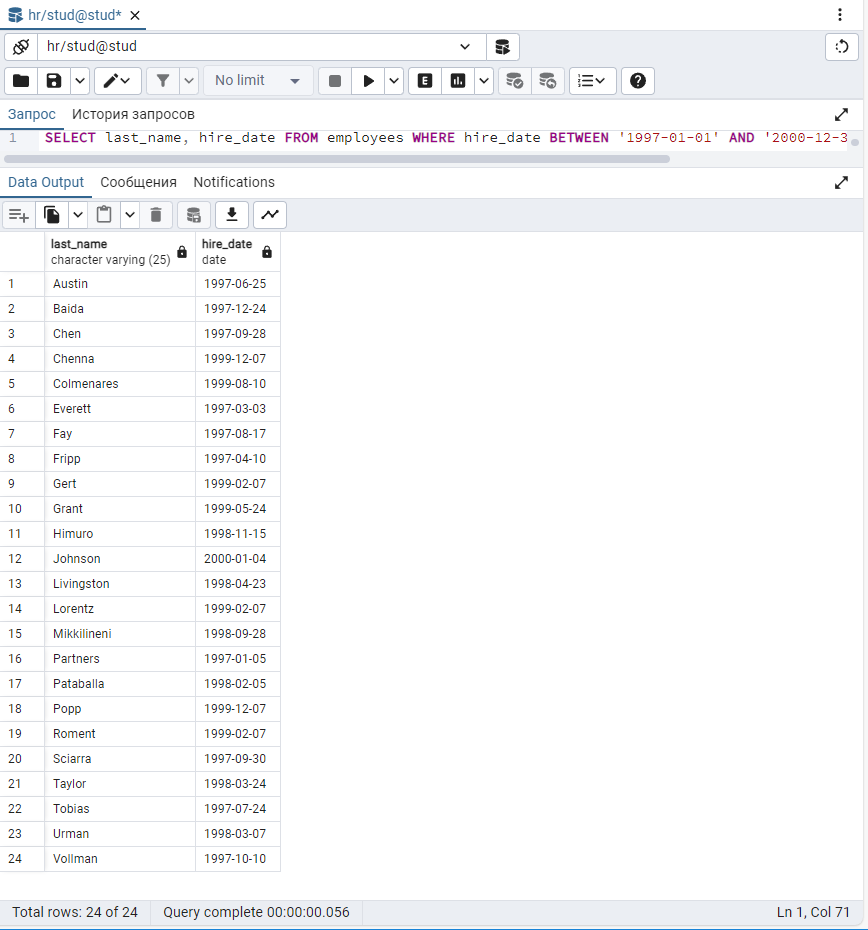 hr/stud@stud*
hr/stud@stud
No limit
E
Запрос История запросов
1 SELECT last_name, hire_date FROM employees WHERE hire_date BETWEEN '1997-01-01' AND '2000-12-3
Data Output Сообщения Notifications
last_name hire_date
character varying (25) date
1 Austin 1997-06-25
2 Baida 1997-12-24
3 Chen 1997-09-28
4 Chenna 1999-12-07
5 Colmenares 1999-08-10
6 Everett 1997-03-03
7 Fay 1997-08-17
8 Fripp 1997-04-10
9 Gert 1999-02-07
10 Grant 1999-05-24
11 Himuro 1998-11-15
12 Johnson 2000-01-04
13 Livingston 1998-04-23
14 Lorentz 1999-02-07
15 Mikkilineni 1998-09-28
16 Partners 1997-01-05
17 Pataballa 1998-02-05
18 Popp 1999-12-07
19 Roment 1999-02-07
20 Sciarra 1997-09-30
21 Taylor 1998-03-24
22 Tobias 1997-07-24
23 Urman 1998-03-07
24 Vollman 1997-10-10
Total rows: 24 of 24 Query complete 00:00:00.056 Ln 1, Col 71